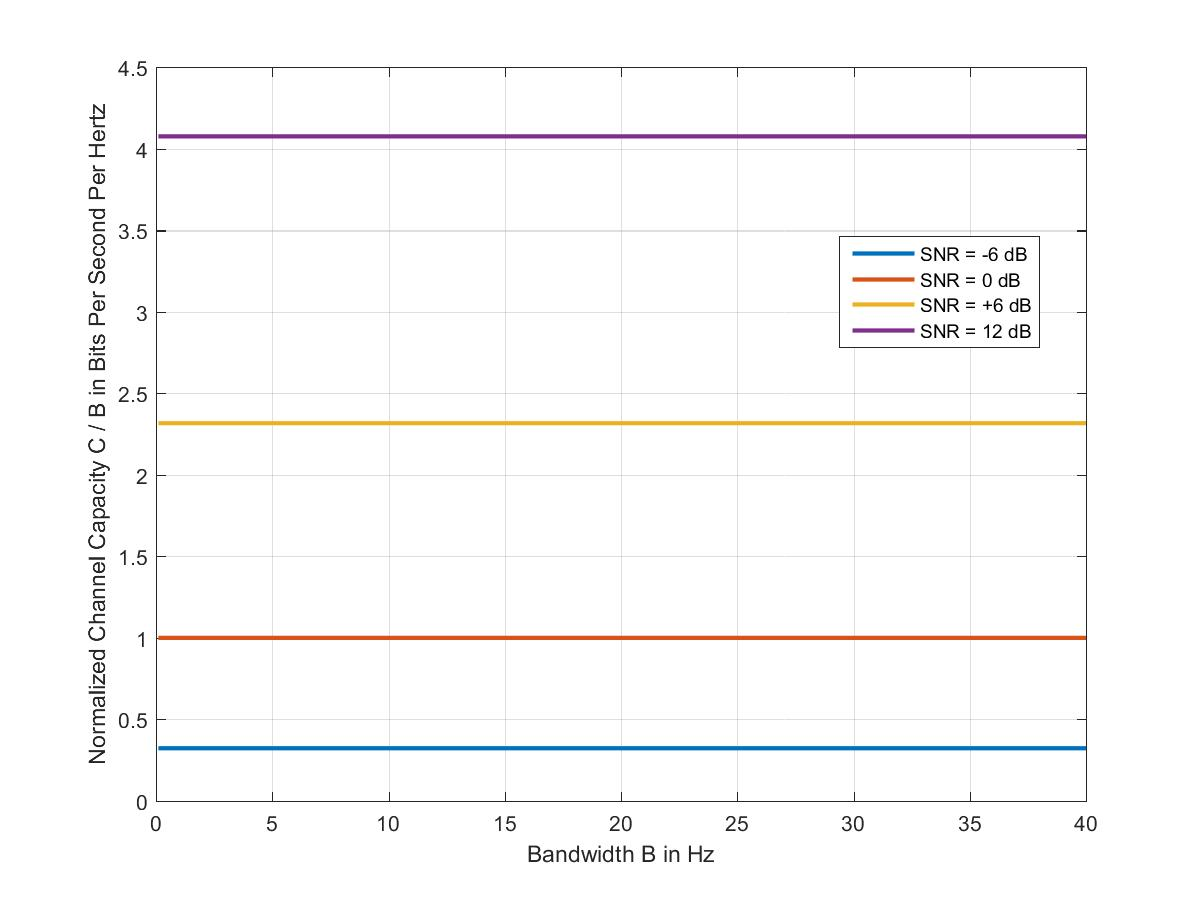 4.5
4
3.5
3
2.5
2
1.5
1
0.5
0
0 5 10 15 20 25 30 35 40
Normalized Channel Capacity C / B in Bits Per Second Per Hertz
Bandwidth B in Hz
SNR = -6 dB
SNR = 0 dB
SNR = +6 dB
SNR = 12 dB